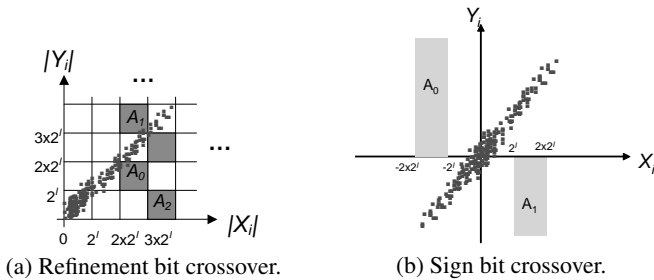 |Y_i|
...
A_1
3x2^l
...
2x2^l
A_0
2^l
A_2
0 2^l 2x2^l 3x2^l |X_i|
(a) Refinement bit crossover.
Y_i
A_0
2^l 2x2^l
-2x2^l -2^l
X_i
A_1
(b) Sign bit crossover.